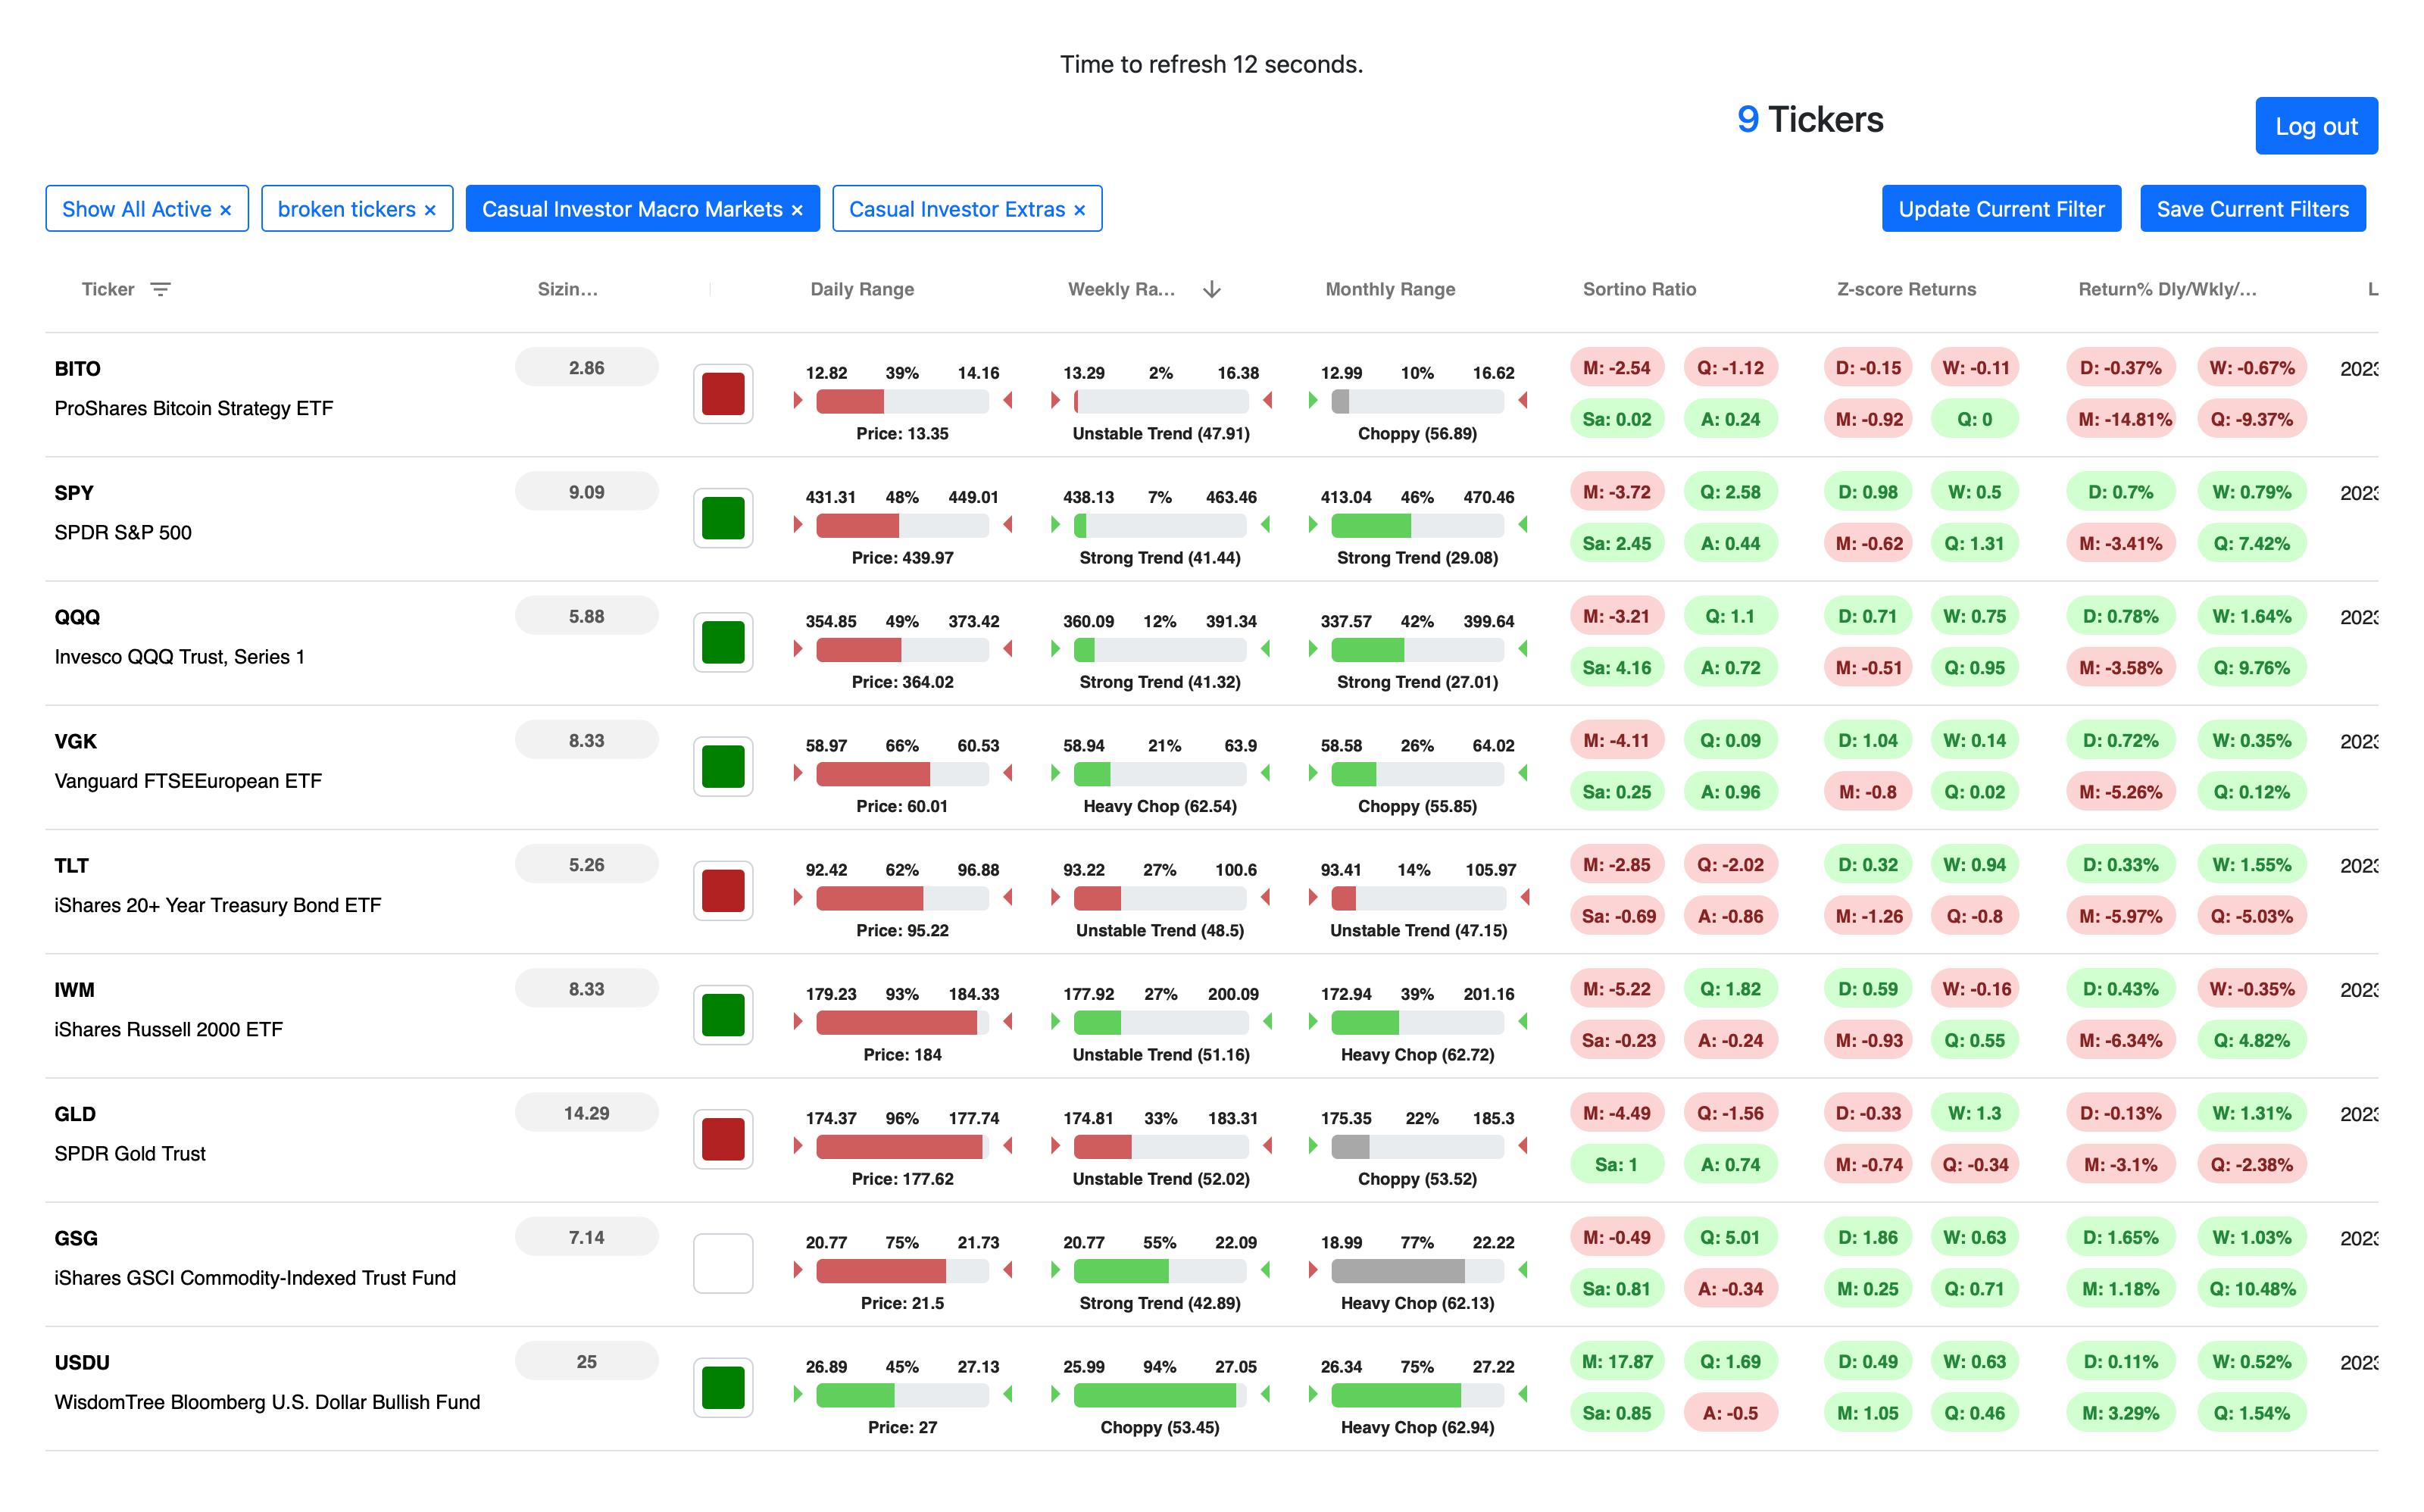 Time to refresh 12 seconds.
9 Tickers
Log out
Show All Active × broken tickers × Casual Investor Macro Markets × Casual Investor Extras × Update Current Filter Save Current Filters
Ticker Sizin... Daily Range Weekly Ra... Monthly Range Sortino Ratio Z-score Returns Return% Dly/Wkly/... L
BITO 2.86 12.82 39% 14.16 13.29 2% 16.38 12.99 10% 16.62 M: -2.54 Q: -1.12 D: -0.15 W: -0.11 D: -0.37% W: -0.67% 2023
ProShares Bitcoin Strategy ETF Price: 13.35 Unstable Trend (47.91) Choppy (56.89) Sa: 0.02 A: 0.24 M: -0.92 Q: 0 M: -14.81% Q: -9.37%
SPY 9.09 431.31 48% 449.01 438.13 7% 463.46 413.04 46% 470.46 M: -3.72 Q: 2.58 D: 0.98 W: 0.5 D: 0.7% W: 0.79% 2023
SPDR S&P 500 Price: 439.97 Strong Trend (41.44) Strong Trend (29.08) Sa: 2.45 A: 0.44 M: -0.62 Q: 1.31 M: -3.41% Q: 7.42%
QQQ 5.88 354.85 49% 373.42 360.09 12% 391.34 337.57 42% 399.64 M: -3.21 Q: 1.1 D: 0.71 W: 0.75 D: 0.78% W: 1.64% 2023
Invesco QQQ Trust, Series 1 Price: 364.02 Strong Trend (41.32) Strong Trend (27.01) Sa: 4.16 A: 0.72 M: -0.51 Q: 0.95 M: -3.58% Q: 9.76%
VGK 8.33 58.97 66% 60.53 58.94 21% 63.9 58.58 26% 64.02 M: -4.11 Q: 0.09 D: 1.04 W: 0.14 D: 0.72% W: 0.35% 2023
Vanguard FTSEEuropean ETF Price: 60.01 Heavy Chop (62.54) Choppy (55.85) Sa: 0.25 A: 0.96 M: -0.8 Q: 0.02 M: -5.26% Q: 0.12%
TLT 5.26 92.42 62% 96.88 93.22 27% 100.6 93.41 14% 105.97 M: -2.85 Q: -2.02 D: 0.32 W: 0.94 D: 0.33% W: 1.55% 2023
iShares 20+ Year Treasury Bond ETF Price: 95.22 Unstable Trend (48.5) Unstable Trend (47.15) Sa: -0.69 A: -0.86 M: -1.26 Q: -0.8 M: -5.97% Q: -5.03%
IWM 8.33 179.23 93% 184.33 177.92 27% 200.09 172.94 39% 201.16 M: -5.22 Q: 1.82 D: 0.59 W: -0.16 D: 0.43% W: -0.35% 2023
iShares Russell 2000 ETF Price: 184 Unstable Trend (51.16) Heavy Chop (62.72) Sa: -0.23 A: -0.24 M: -0.93 Q: 0.55 M: -6.34% Q: 4.82%
GLD 14.29 174.37 96% 177.74 174.81 33% 183.31 175.35 22% 185.3 M: -4.49 Q: -1.56 D: -0.33 W: 1.3 D: -0.13% W: 1.31% 2023
SPDR Gold Trust Price: 177.62 Unstable Trend (52.02) Choppy (53.52) Sa: 1 A: 0.74 M: -0.74 Q: -0.34 M: -3.1% Q: -2.38%
GSG 7.14 20.77 75% 21.73 20.77 55% 22.09 18.99 77% 22.22 M: -0.49 Q: 5.01 D: 1.86 W: 0.63 D: 1.65% W: 1.03% 2023
iShares GSCI Commodity-Indexed Trust Fund Price: 21.5 Strong Trend (42.89) Heavy Chop (62.13) Sa: 0.81 A: -0.34 M: 0.25 Q: 0.71 M: 1.18% Q: 10.48%
USDU 25 26.89 45% 27.13 25.99 94% 27.05 26.34 75% 27.22 M: 17.87 Q: 1.69 D: 0.49 W: 0.63 D: 0.11% W: 0.52% 2023
WisdomTree Bloomberg U.S. Dollar Bullish Fund Price: 27 Choppy (53.45) Heavy Chop (62.94) Sa: 0.85 A: -0.5 M: 1.05 Q: 0.46 M: 3.29% Q: 1.54%